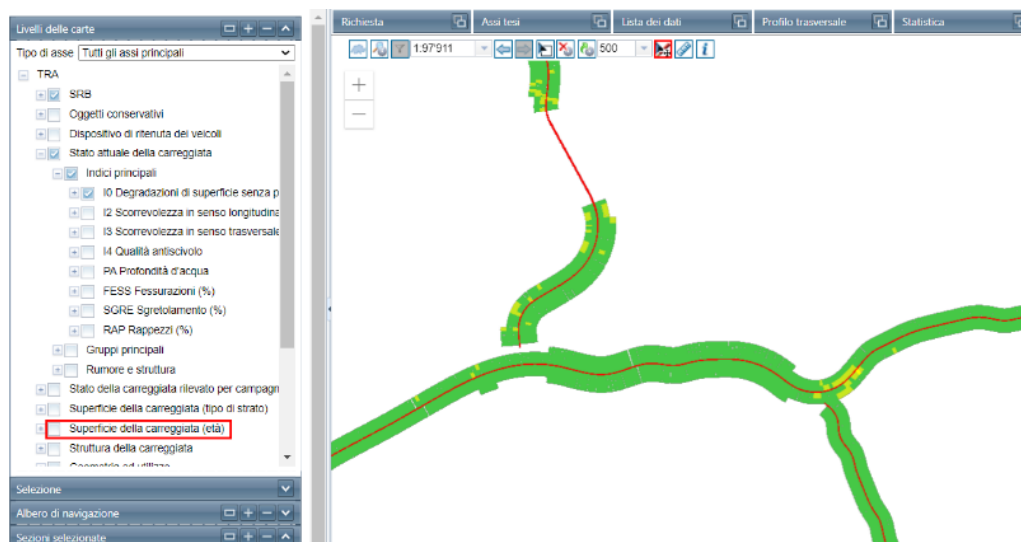 Livelli delle carte
Tipo di asse Tutti gli assi principali
TRA
SRB
Oggetti conservativi
Dispositivo di ritenuta dei veicoli
Stato attuale della carreggiata
Indici principali
I0 Degradazioni di superficie senza p
I2 Scorrevolezza in senso longitudina
I3 Scorrevolezza in senso trasversale
I4 Qualità antiscivolo
PA Profondità d'acqua
FESS Fessurazioni (%)
SGRE Sgretolamento (%)
RAP Rappezzi (%)
Gruppi principali
Rumore e struttura
Stato della carreggiata rilevato per campagn
Superficie della carreggiata (tipo di strato)
Superficie della carreggiata (età)
Struttura della carreggiata
Geometria ed utilizzo
Selezione
Albero di navigazione
Sezioni selezionate
Richiesta
Assi tesi
Lista dei dati
Profilo trasversale
Statistica
1:97'911
500